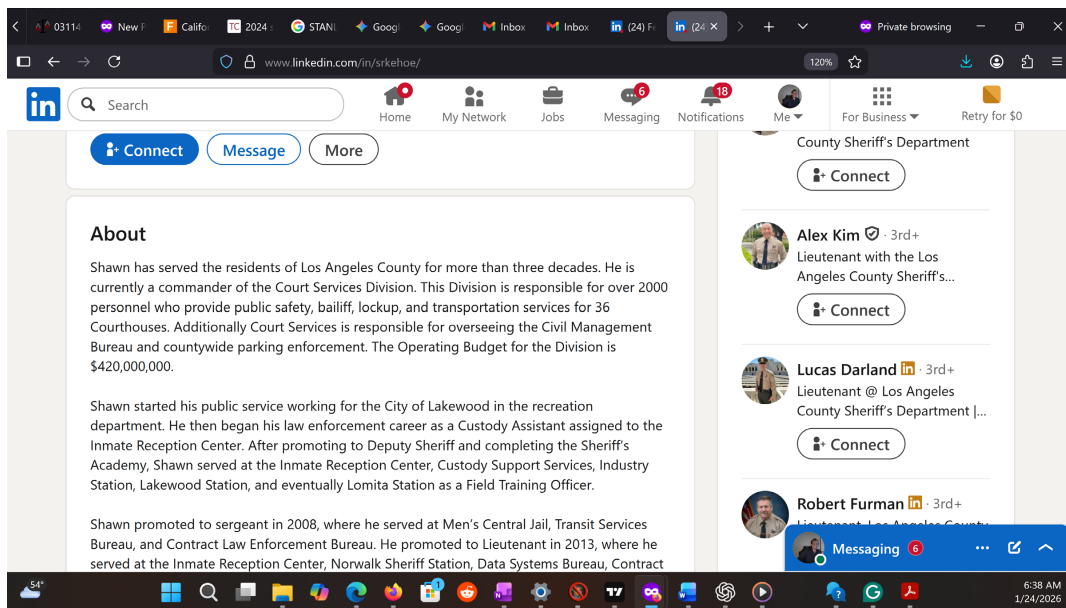 03114
New P
Califor
TC 2024 s
STANL
Googl
Googl
Inbox
Inbox
in (24) Fe
in (24
Private browsing
www.linkedin.com/in/srkehoe/
120%
in
Search
Home
My Network
Jobs
6
Messaging
18
Notifications
Me
For Business
Retry for $0
Connect
Message
More
About
Shawn has served the residents of Los Angeles County for more than three decades. He is
currently a commander of the Court Services Division. This Division is responsible for over 2000
personnel who provide public safety, bailiff, lockup, and transportation services for 36
Courthouses. Additionally Court Services is responsible for overseeing the Civil Management
Bureau and countywide parking enforcement. The Operating Budget for the Division is
$420,000,000.
Shawn started his public service working for the City of Lakewood in the recreation
department. He then began his law enforcement career as a Custody Assistant assigned to the
Inmate Reception Center. After promoting to Deputy Sheriff and completing the Sheriff's
Academy, Shawn served at the Inmate Reception Center, Custody Support Services, Industry
Station, Lakewood Station, and eventually Lomita Station as a Field Training Officer.
Shawn promoted to sergeant in 2008, where he served at Men's Central Jail, Transit Services
Bureau, and Contract Law Enforcement Bureau. He promoted to Lieutenant in 2013, where he
served at the Inmate Reception Center, Norwalk Sheriff Station, Data Systems Bureau, Contract
County Sheriff's Department
Connect
Alex Kim · 3rd+
Lieutenant with the Los
Angeles County Sheriff's...
Connect
Lucas Darland in · 3rd+
Lieutenant @ Los Angeles
County Sheriff's Department |...
Connect
Robert Furman in · 3rd+
Lieutenant, Los Angeles County
Messaging 6
54°
1
6:38 AM
1/24/2026